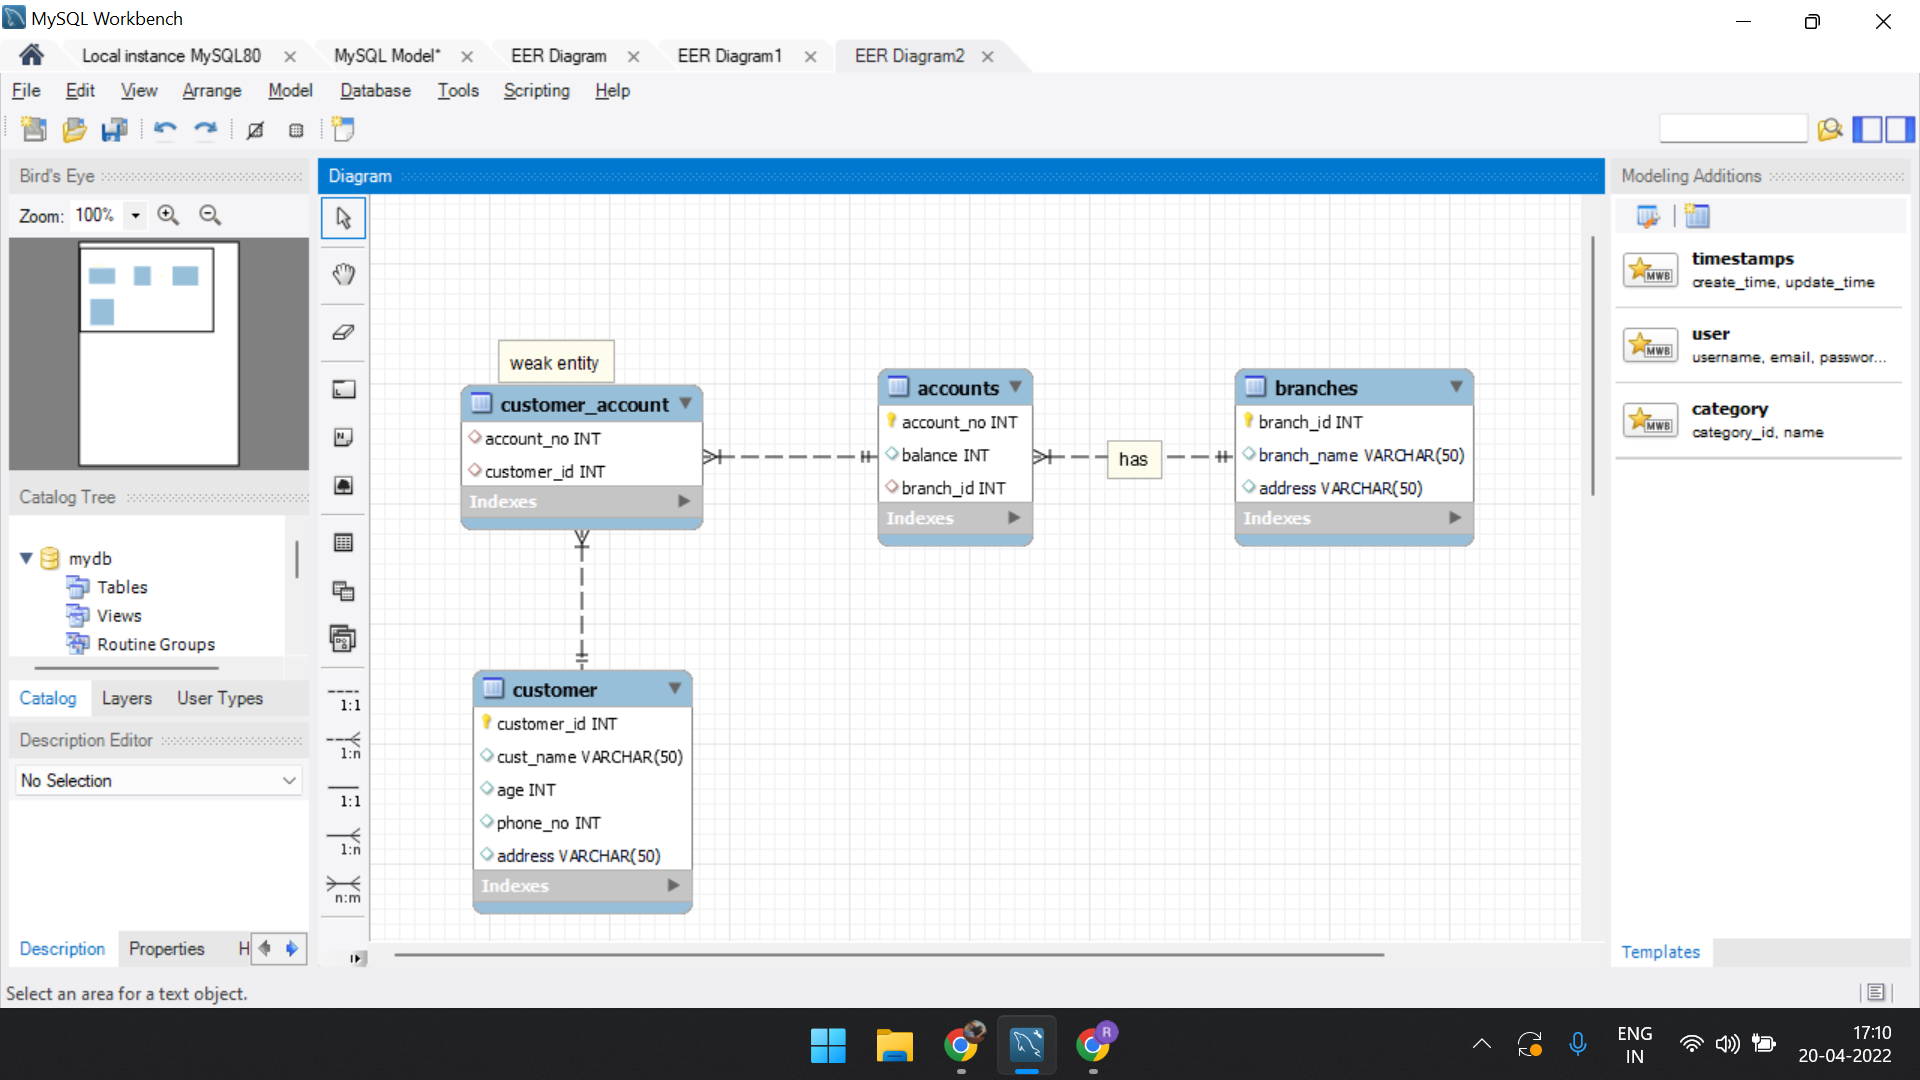 MySQL Workbench
Local instance MySQL80
MySQL Model*
EER Diagram
EER Diagram1
EER Diagram2
File Edit View Arrange Model Database Tools Scripting Help
Bird's Eye
Zoom: 100%
Diagram
Modeling Additions
timestamps
create_time, update_time
user
username, email, passwor...
category
category_id, name
weak entity
customer_account
account_no INT
customer_id INT
Indexes
accounts
account_no INT
balance INT
branch_id INT
Indexes
has
branches
branch_id INT
branch_name VARCHAR(50)
address VARCHAR(50)
Indexes
customer
customer_id INT
cust_name VARCHAR(50)
age INT
phone_no INT
address VARCHAR(50)
Indexes
Catalog Tree
mydb
Tables
Views
Routine Groups
Catalog Layers User Types
Description Editor
No Selection
Description Properties H
1:1
1:n
1:1
1:n
n:m
MWB
MWB
MWB
Templates
Select an area for a text object.
R
ENG
IN
17:10
20-04-2022